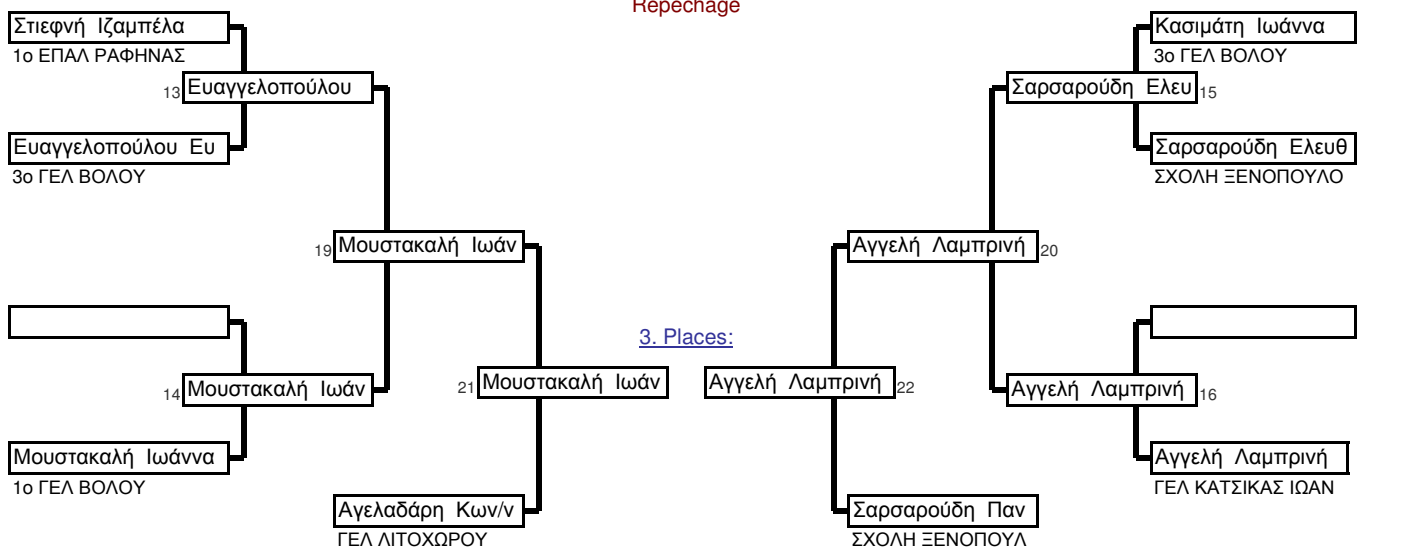 Repechage
Στιεφνή Ιζαμπέλα
1ο ΕΠΑΛ ΡΑΦΗΝΑΣ
13 Ευαγγελοπούλου
Ευαγγελοπούλου Ευ
3ο ΓΕΛ ΒΟΛΟΥ
19 Μουστακαλή Ιωάν
14 Μουστακαλή Ιωάν
Μουστακαλή Ιωάννα
1ο ΓΕΛ ΒΟΛΟΥ
21 Μουστακαλή Ιωάν
Αγελαδάρη Κων/ν
ΓΕΛ ΛΙΤΟΧΩΡΟΥ
3. Places:
Κασιμάτη Ιωάννα
3ο ΓΕΛ ΒΟΛΟΥ
Σαρσαρούδη Ελευ 15
Σαρσαρούδη Ελευθ
ΣΧΟΛΗ ΞΕΝΟΠΟΥΛΟ
Αγγελή Λαμπρινή 20
Αγγελή Λαμπρινή 22
Αγγελή Λαμπρινή 16
Αγγελή Λαμπρινή
ΓΕΛ ΚΑΤΣΙΚΑΣ ΙΩΑΝ
Σαρσαρούδη Παν
ΣΧΟΛΗ ΞΕΝΟΠΟΥΛ